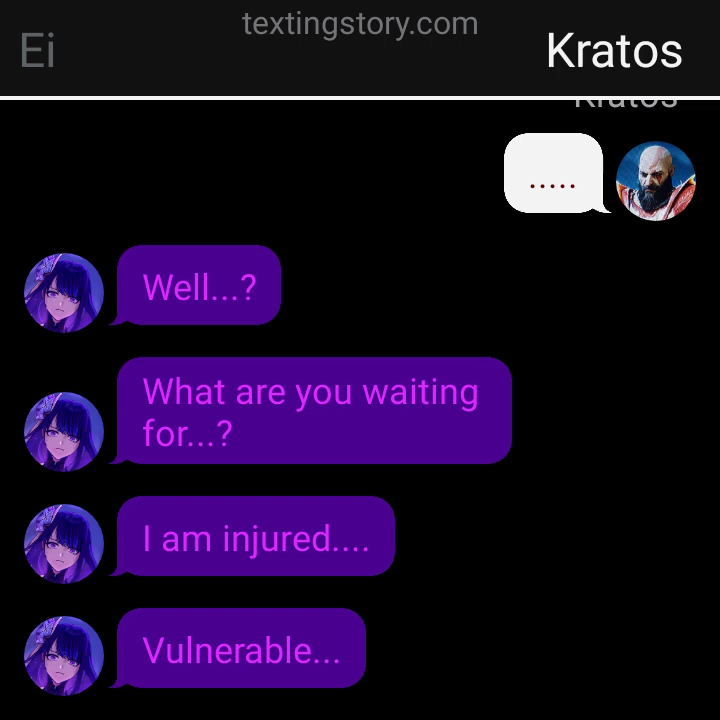 textingstory.com
Ei
Kratos
Kratos
.....
Well...?
What are you waiting
for...?
I am injured....
Vulnerable...